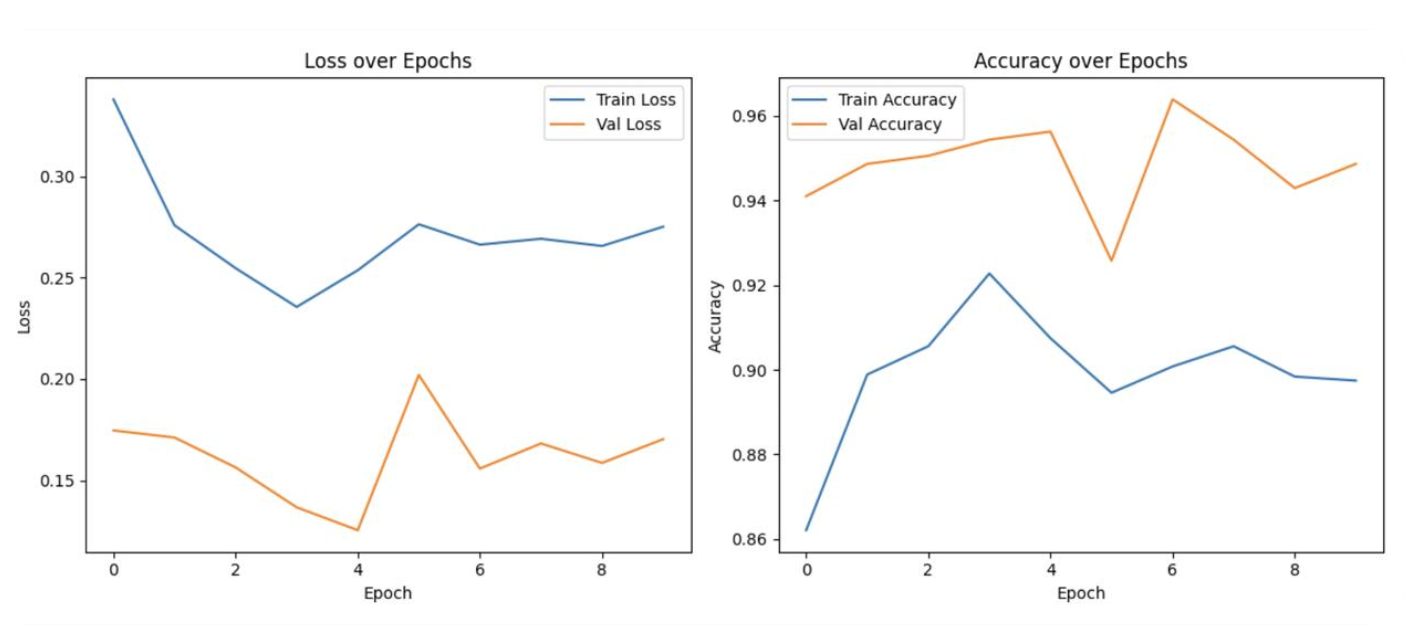 Loss over Epochs
Train Loss
Val Loss
0.30
0.25
0.20
0.15
Loss
0 2 4 6 8
Epoch
Accuracy over Epochs
Train Accuracy
Val Accuracy
0.96
0.94
0.92
0.90
0.88
0.86
Accuracy
0 2 4 6 8
Epoch